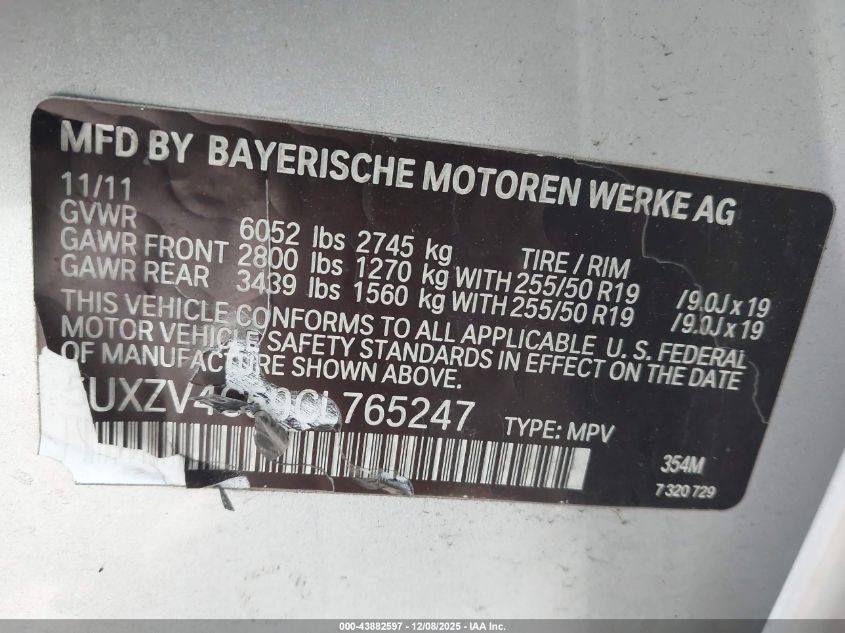 MFD BY BAYERISCHE MOTOREN WERKE AG
11/11
GVWR 6052 lbs 2745 kg TIRE / RIM
GAWR FRONT 2800 lbs 1270 kg WITH 255/50 R19 /9.0J x 19
GAWR REAR 3439 lbs 1560 kg WITH 255/50 R19 /9.0J x 19
THIS VEHICLE CONFORMS TO ALL APPLICABLE U. S. FEDERAL
MOTOR VEHICLE SAFETY STANDARDS IN EFFECT ON THE DATE
OF MANUFACTURE SHOWN ABOVE.
765247 TYPE: MPV
354M
7 320 729
000-43882597 - 12/08/2025 - IAA Inc.